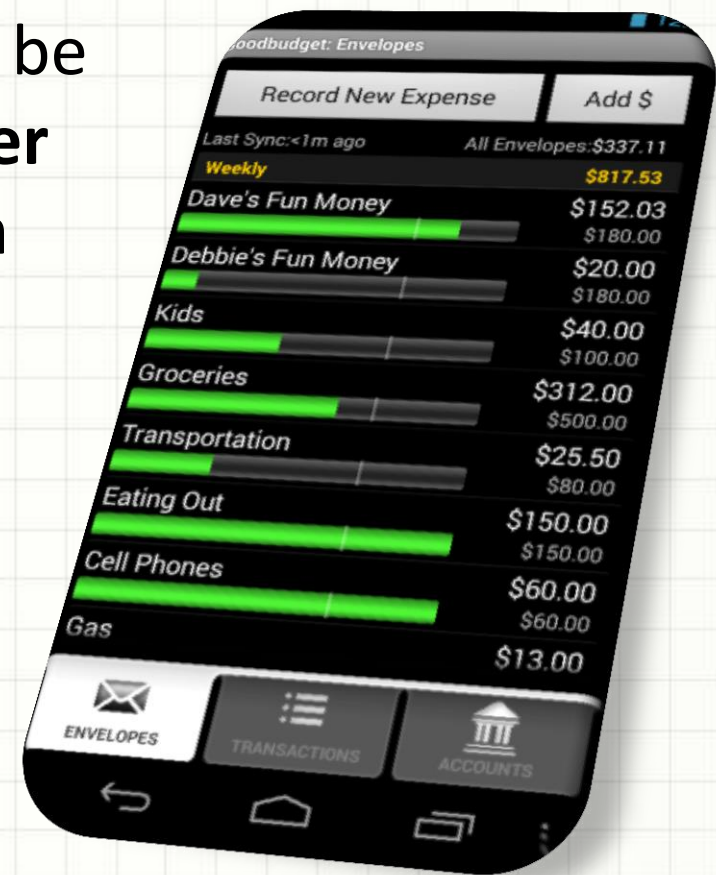 be
er
n
oodbudget: Envelopes
Record New Expense Add $
Last Sync:<1m ago All Envelopes:$337.11
Weekly $817.53
Dave's Fun Money $152.03
$180.00
Debbie's Fun Money $20.00
$180.00
Kids $40.00
$100.00
Groceries $312.00
$500.00
Transportation $25.50
$80.00
Eating Out $150.00
$150.00
Cell Phones $60.00
$60.00
Gas $13.00
ENVELOPES TRANSACTIONS ACCOUNTS